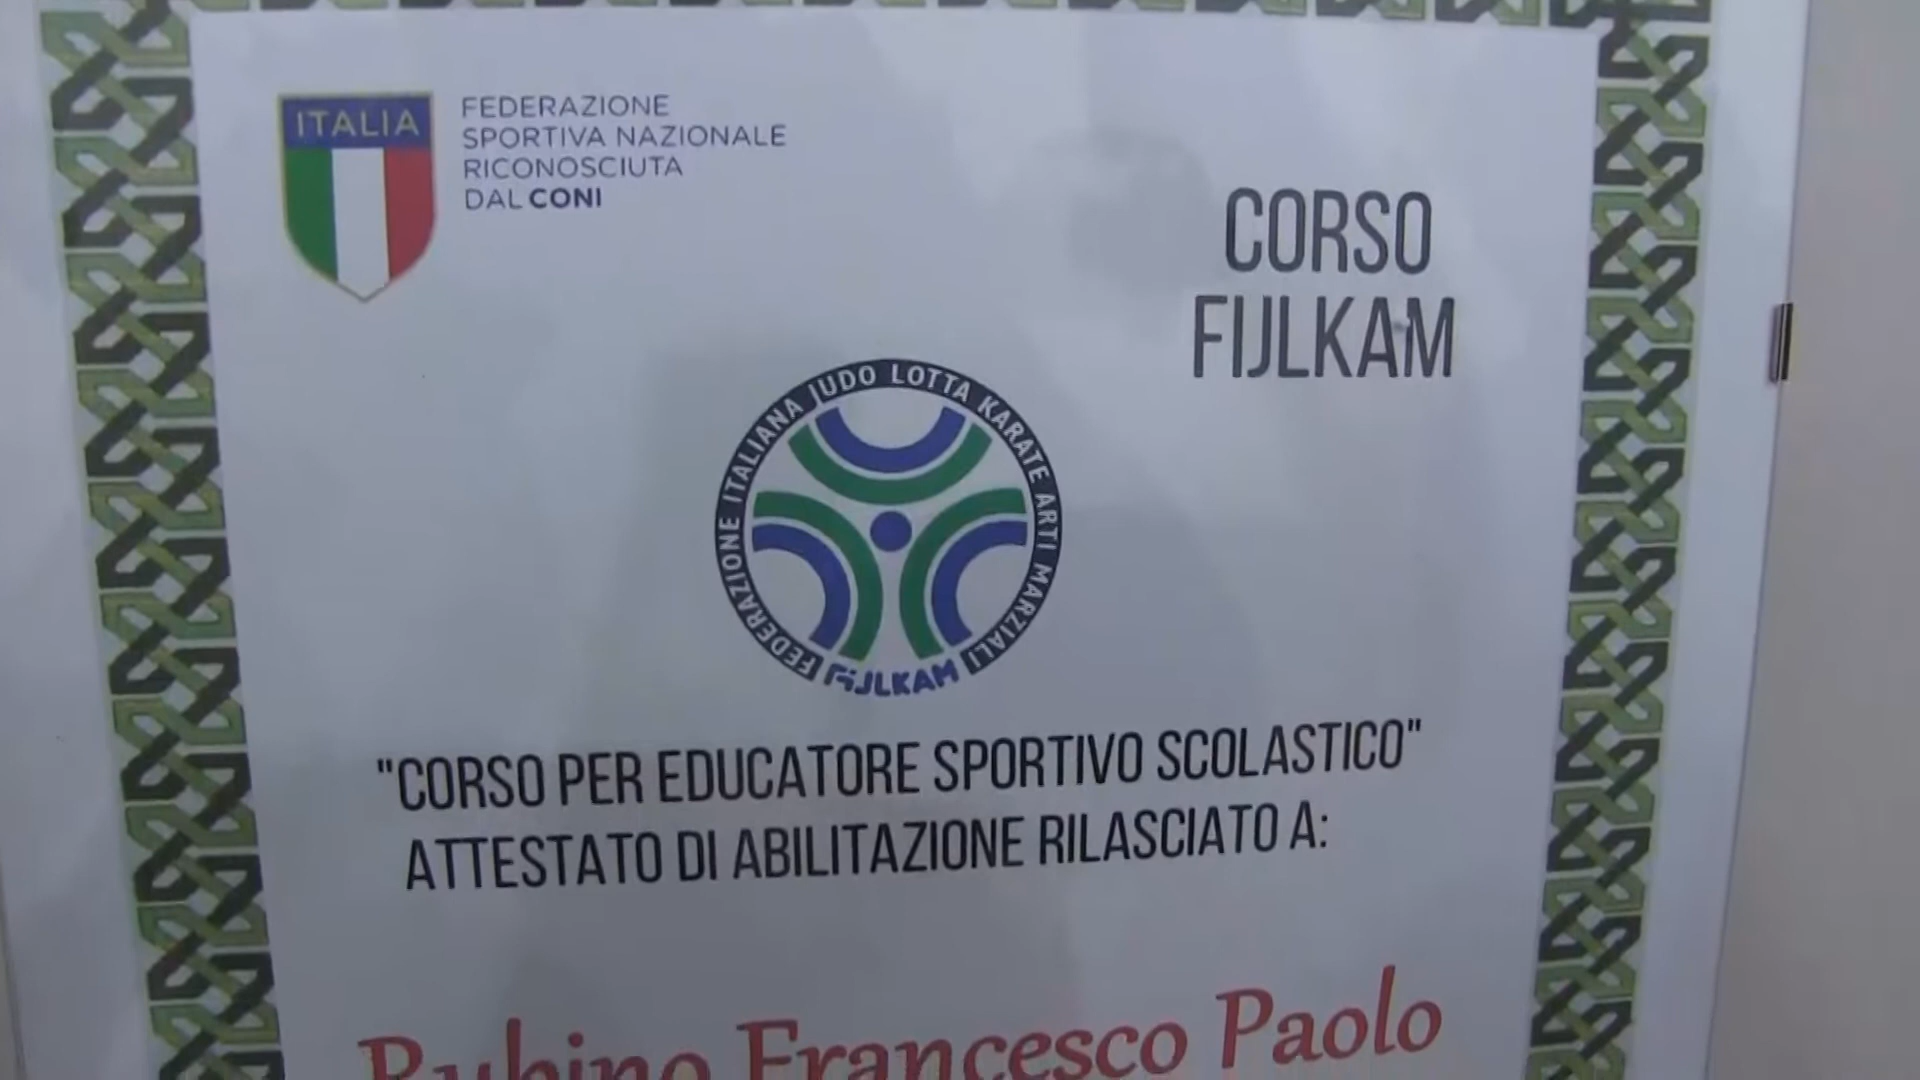 ITALIA
FEDERAZIONE
SPORTIVA NAZIONALE
RICONOSCIUTA
DAL CONI
CORSO
FIJLKAM
FEDERAZIONE ITALIANA JUDO LOTTA KARATE ARTI MARZIALI
FIJLKAM
"CORSO PER EDUCATORE SPORTIVO SCOLASTICO"
ATTESTATO DI ABILITAZIONE RILASCIATO A:
Rubino Francesco Paolo